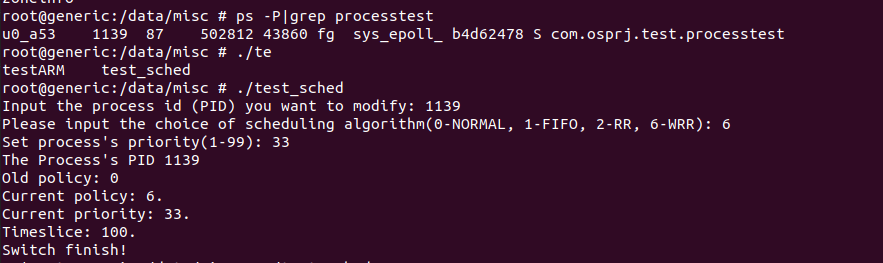 root@generic:/data/misc # ps -P|grep processtest
u0_a53    1139  87    502812 43860 fg  sys_epoll_ b4d62478 S com.osprj.test.processtest
root@generic:/data/misc # ./te
testARM    test_sched
root@generic:/data/misc # ./test_sched
Input the process id (PID) you want to modify: 1139
Please input the choice of scheduling algorithm(0-NORMAL, 1-FIFO, 2-RR, 6-WRR): 6
Set process's priority(1-99): 33
The Process's PID 1139
Old policy: 0
Current policy: 6.
Current priority: 33.
Timeslice: 100.
Switch finish!